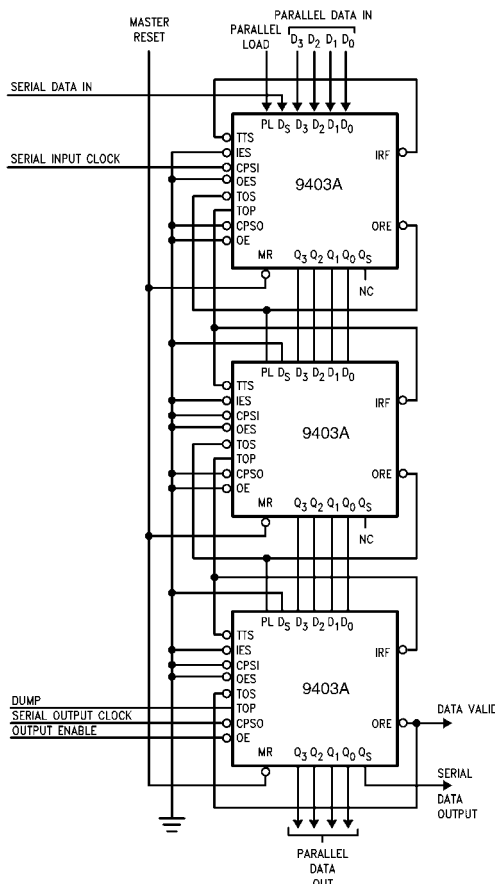 PARALLEL DATA IN
MASTER RESET
PARALLEL LOAD
D3 D2 D1 D0
SERIAL DATA IN
PL DS D3 D2 D1 D0
TTS
IES
SERIAL INPUT CLOCK
CPSI
OES
TOS
TOP
CPSO
OE
9403A
IRF
ORE
MR Q3 Q2 Q1 Q0 QS
NC
PL DS D3 D2 D1 D0
TTS
IES
CPSI
OES
TOS
TOP
CPSO
OE
9403A
IRF
ORE
MR Q3 Q2 Q1 Q0 QS
NC
PL DS D3 D2 D1 D0
TTS
IES
CPSI
OES
TOS
TOP
CPSO
OE
9403A
IRF
ORE
DUMP
SERIAL OUTPUT CLOCK
OUTPUT ENABLE
MR Q3 Q2 Q1 Q0 QS
DATA VALID
SERIAL
DATA
OUTPUT
PARALLEL
DATA
OUT